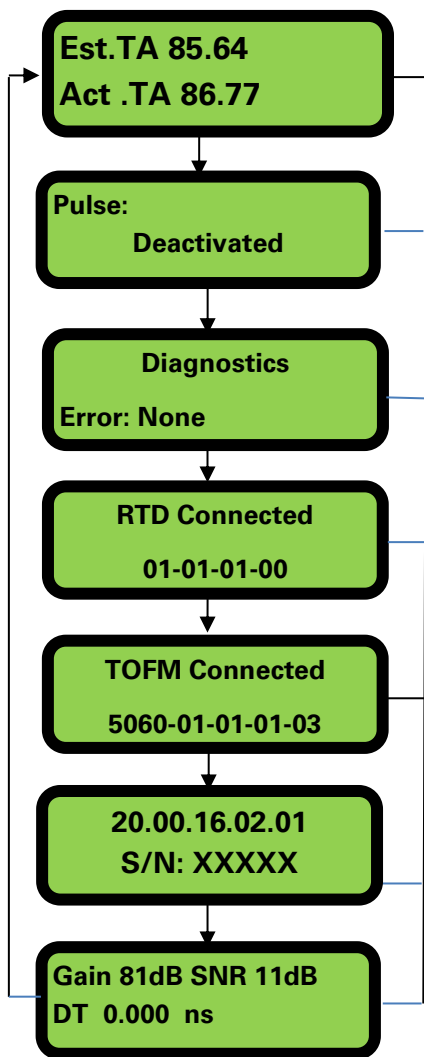 Est.TA 85.64
Act .TA 86.77
Pulse:
Deactivated
Diagnostics
Error: None
RTD Connected
01-01-01-00
TOFM Connected
5060-01-01-01-03
20.00.16.02.01
S/N: XXXXX
Gain 81dB SNR 11dB
DT 0.000 ns